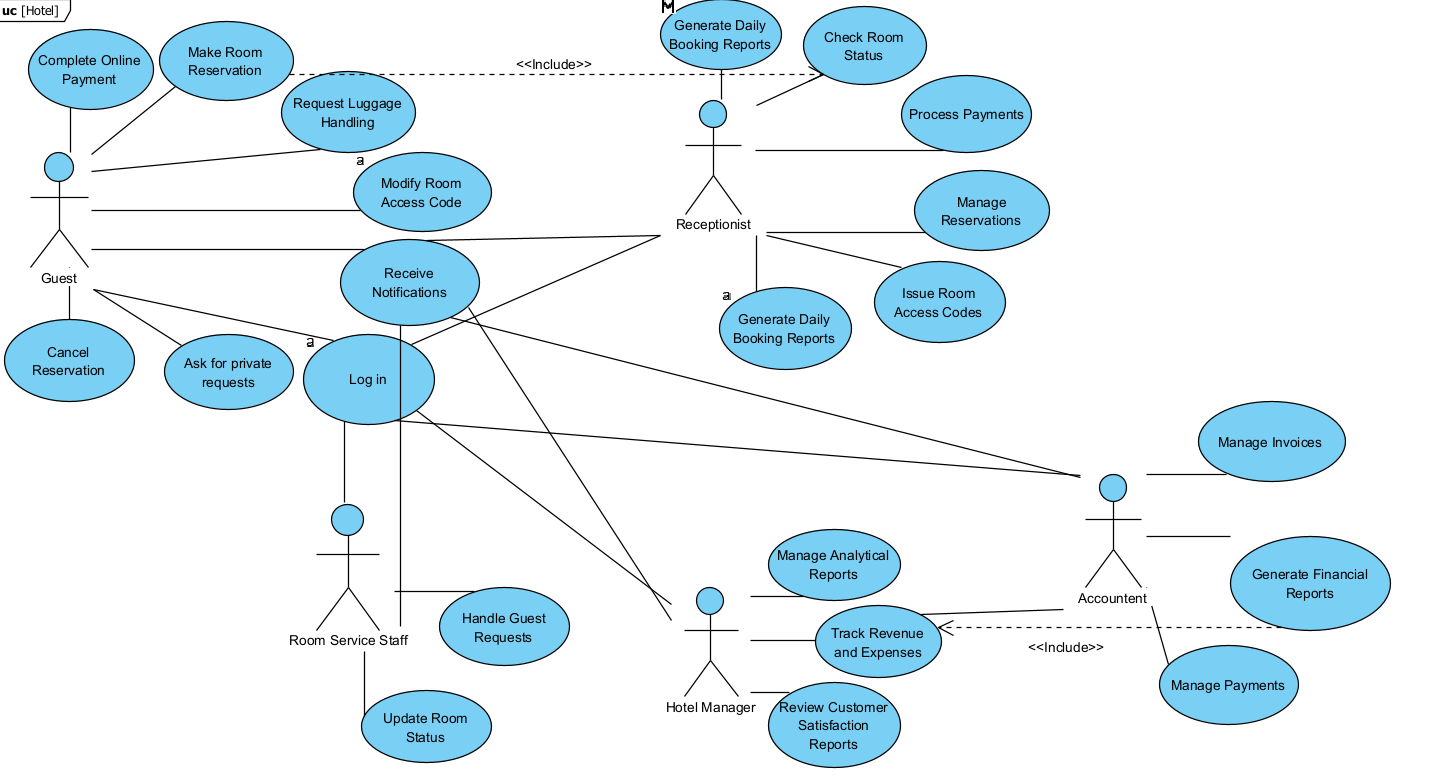 uc [Hotel]
Complete Online
Payment
Make Room
Reservation
<<Include>>
Generate Daily
Booking Reports
Check Room
Status
Request Luggage
Handling
Process Payments
a
Modify Room
Access Code
Manage
Reservations
Receptionist
Guest
Receive
Notifications
Issue Room
Access Codes
a
Generate Daily
Booking Reports
a
Cancel
Reservation
Ask for private
requests
Log in
Manage Invoices
Manage Analytical
Reports
Generate Financial
Reports
Accountent
Handle Guest
Requests
Room Service Staff
Track Revenue
and Expenses
<<Include>>
Manage Payments
Hotel Manager
Review Customer
Satisfaction
Reports
Update Room
Status